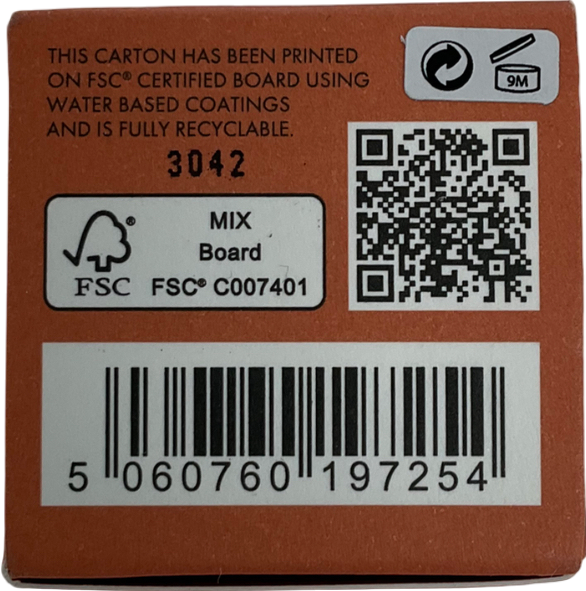 THIS CARTON HAS BEEN PRINTED
ON FSC® CERTIFIED BOARD USING
WATER BASED COATINGS
AND IS FULLY RECYCLABLE.
9M
3042
MIX
Board
FSC® C007401
® FSC
5 060760 197254